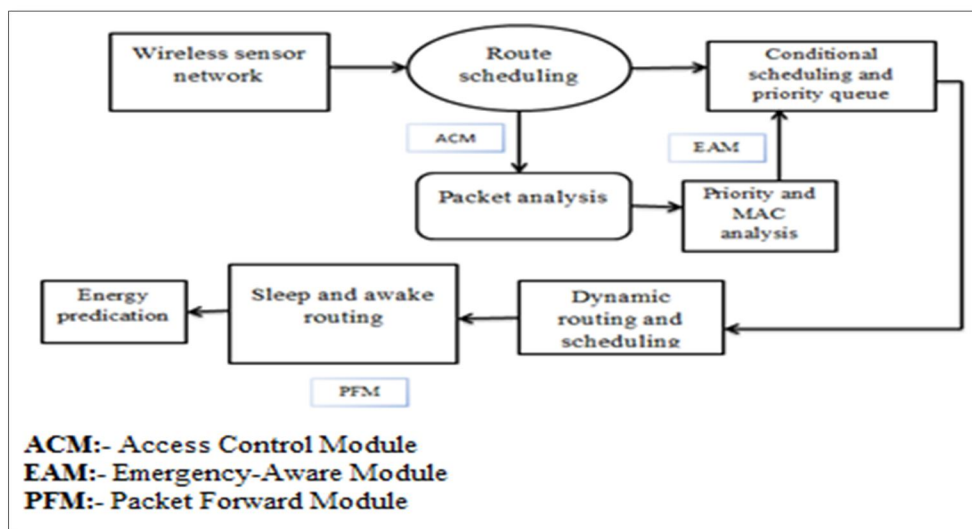 Wireless sensor
network
Route
scheduling
Conditional
scheduling and
priority queue
ACM
EAM
Packet analysis
Priority and
MAC
analysis
Energy
predication
Sleep and awake
routing
Dynamic
routing and
scheduling
PFM
ACM:- Access Control Module
EAM:- Emergency-Aware Module
PFM:- Packet Forward Module